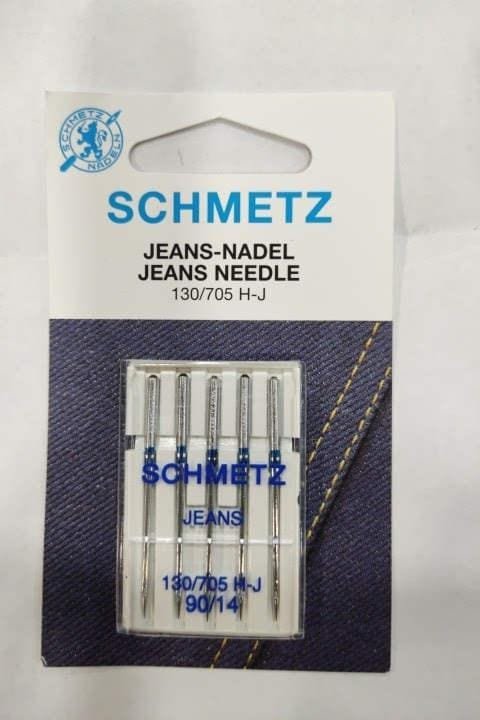 SCHMETZ
NADELN
SCHMETZ
JEANS-NADEL
JEANS NEEDLE
130/705 H-J
SCHMETZ
JEANS
130/705 H-J
90/14